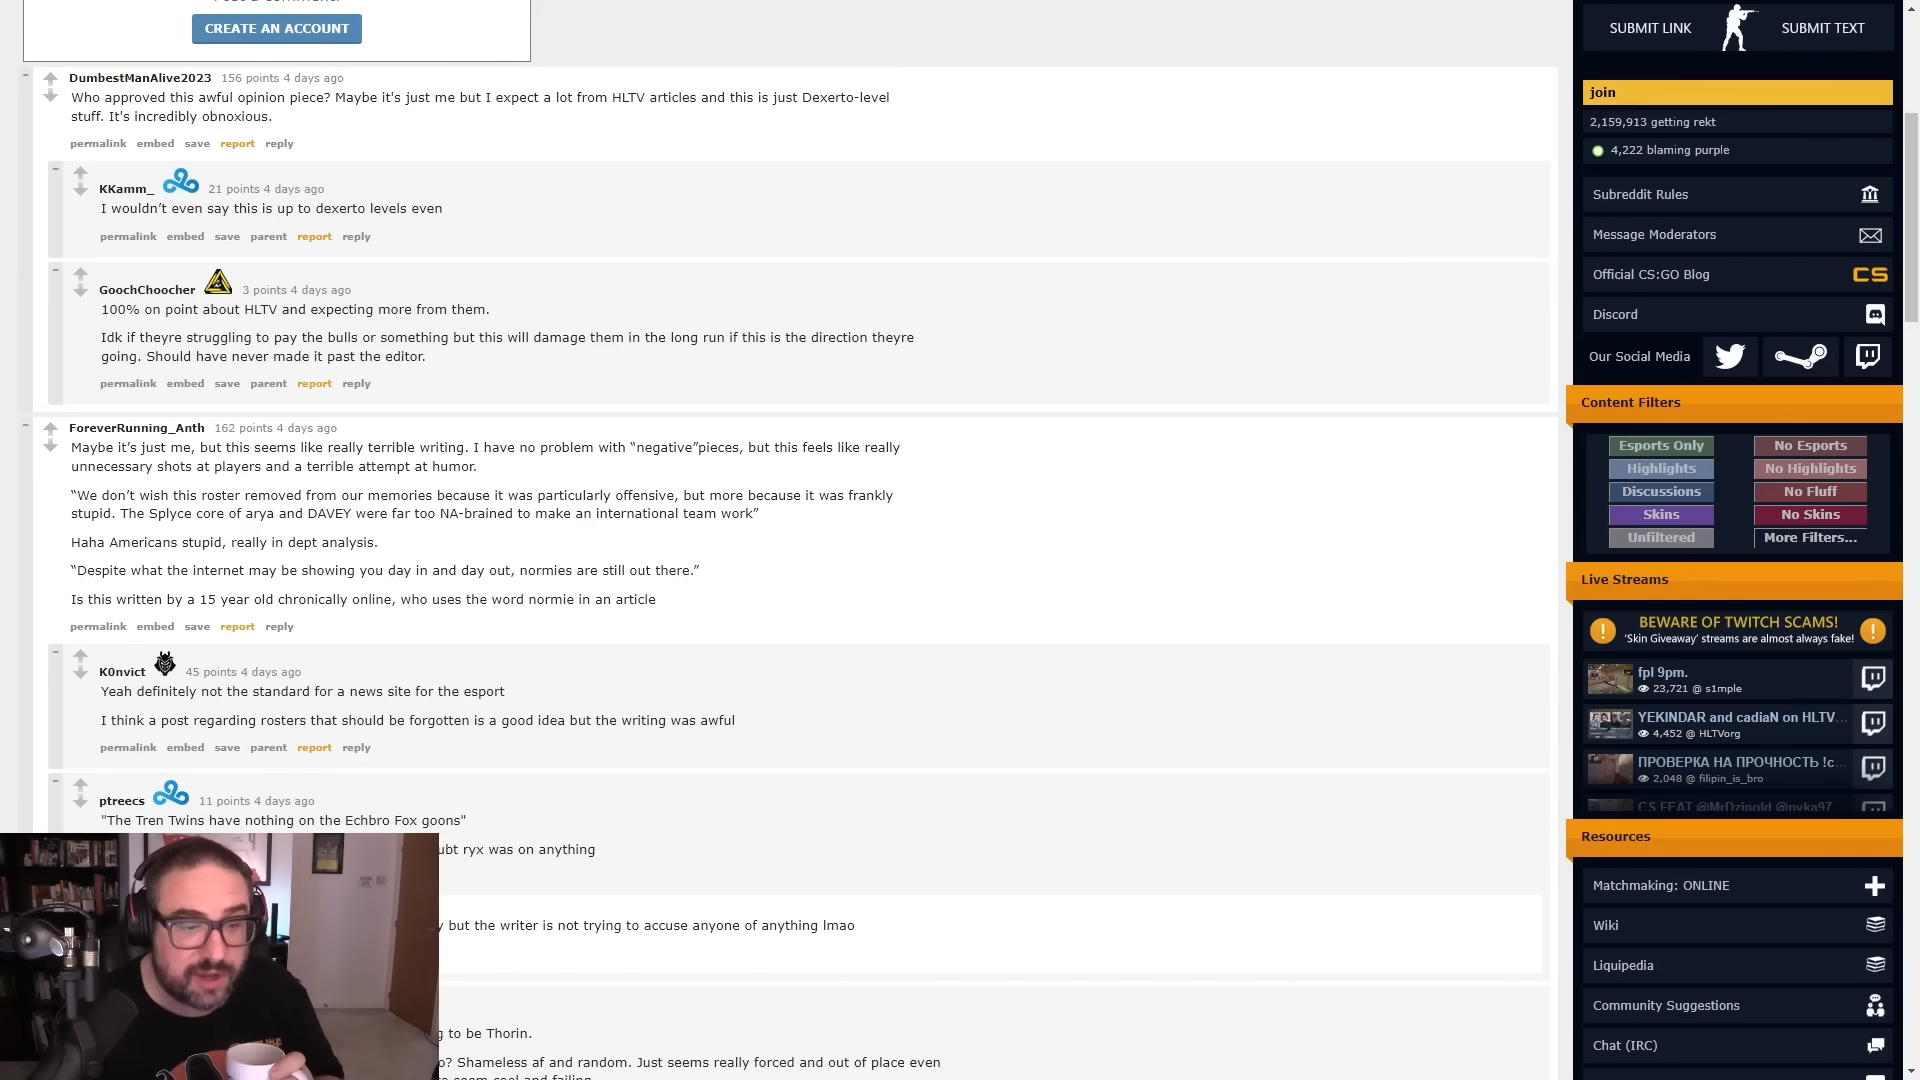 CREATE AN ACCOUNT
DumbestManAlive2023 156 points 4 days ago
Who approved this awful opinion piece? Maybe it's just me but I expect a lot from HLTV articles and this is just Dexerto-level
stuff. It's incredibly obnoxious.
permalink embed save report reply
KKamm_ 21 points 4 days ago
I wouldn’t even say this is up to dexerto levels even
permalink embed save parent report reply
GoochChoocher 3 points 4 days ago
100% on point about HLTV and expecting more from them.
Idk if theyre struggling to pay the bulls or something but this will damage them in the long run if this is the direction theyre
going. Should have never made it past the editor.
permalink embed save parent report reply
ForeverRunning_Anth 162 points 4 days ago
Maybe it’s just me, but this seems like really terrible writing. I have no problem with “negative”pieces, but this feels like really
unnecessary shots at players and a terrible attempt at humor.
“We don’t wish this roster removed from our memories because it was particularly offensive, but more because it was frankly
stupid. The Splyce core of arya and DAVEY were far too NA-brained to make an international team work”
Haha Americans stupid, really in dept analysis.
“Despite what the internet may be showing you day in and day out, normies are still out there.”
Is this written by a 15 year old chronically online, who uses the word normie in an article
permalink embed save report reply
K0nvict 45 points 4 days ago
Yeah definitely not the standard for a news site for the esport
I think a post regarding rosters that should be forgotten is a good idea but the writing was awful
permalink embed save parent report reply
ptreecs 11 points 4 days ago
"The Tren Twins have nothing on the Echbro Fox goons"
ryx was on anything
but the writer is not trying to accuse anyone of anything lmao
to be Thorin.
? Shameless af and random. Just seems really forced and out of place even
SUBMIT LINK
SUBMIT TEXT
join
2,159,913 getting rekt
4,222 blaming purple
Subreddit Rules
Message Moderators
Official CS:GO Blog
CS
Discord
Our Social Media
Content Filters
Esports Only No Esports
Highlights No Highlights
Discussions No Fluff
Skins No Skins
Unfiltered More Filters...
Live Streams
BEWARE OF TWITCH SCAMS!
‘Skin Giveaway’ streams are almost always fake!
fpl 9pm.
23,721 @ s1mple
YEKINDAR and cadiaN on HLTV...
4,452 @ HLTVorg
ПРОВЕРКА НА ПРОЧНОСТЬ !c...
2,048 @ filipin_is_bro
CS FEAT @MrDzinold @nyka97
Resources
Matchmaking: ONLINE
Wiki
Liquipedia
Community Suggestions
Chat (IRC)